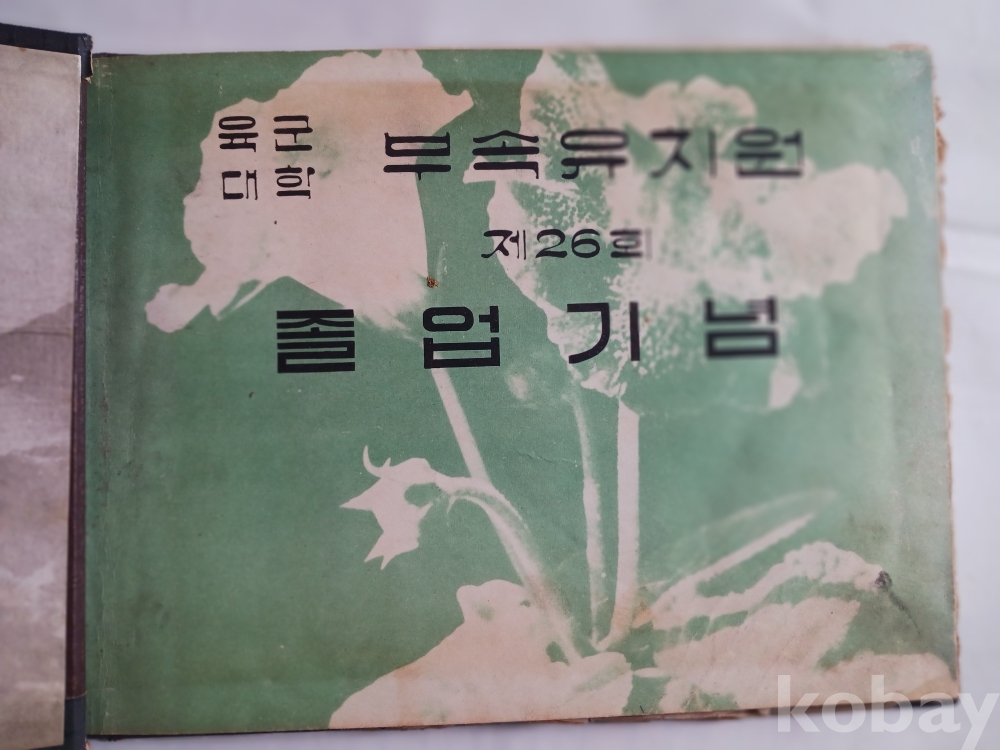 육군
대학
부속유치원
제26회
졸업기념
kobay